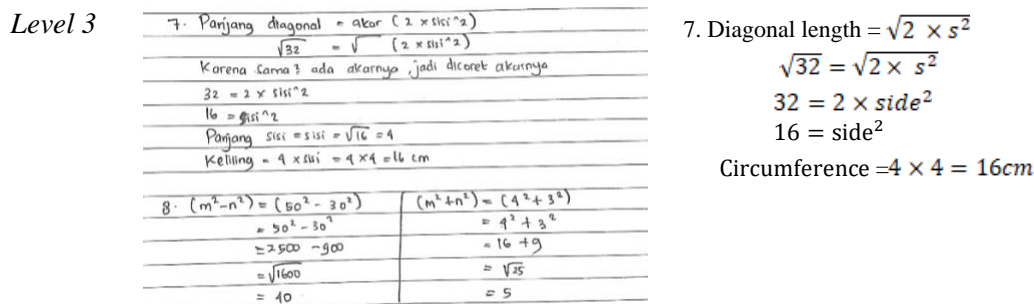 Level 3
7. Panjang diagonal = akar (2 x sisi^2)
√32 = √ (2 x sisi^2)
Karena sama² ada akarnya, jadi dicoret akarnya
32 = 2 x sisi^2
16 = sisi^2
Panjang sisi = sisi = √16 = 4
Keliling = 4 x sisi = 4 x 4 = 16 cm
8. (m²-n²) = (50² - 30²)
= 50² - 30²
= 2500 - 900
= √1600
= 40
(m²+n²) = (4² + 3²)
= 4² + 3²
= 16 + 9
= √25
= 5
7. Diagonal length = √2 × s²
√32 = √2 × s²
32 = 2 × side²
16 = side²
Circumference =4 × 4 = 16cm